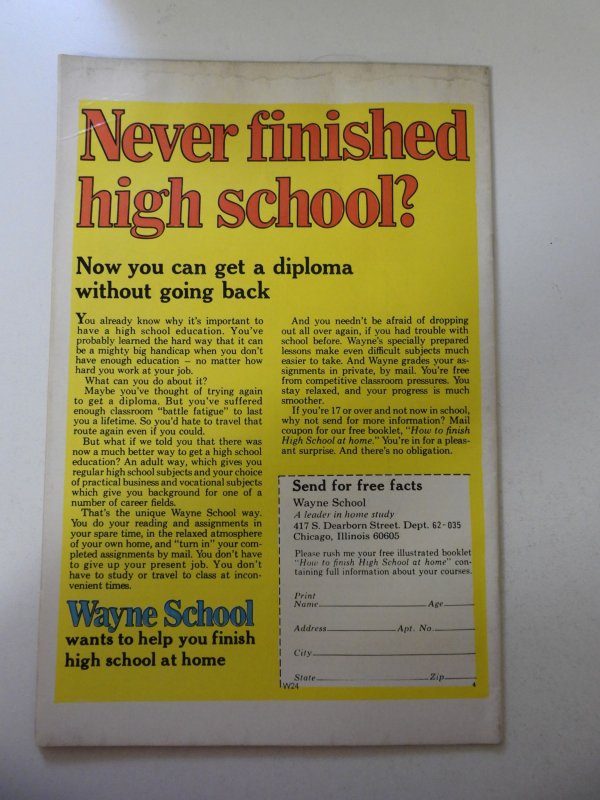 Never finished
high school?
Now you can get a diploma
without going back
You already know why it's important to
have a high school education. You've
probably learned the hard way that it can
be a mighty big handicap when you don't
have enough education — no matter how
hard you work at your job.
What can you do about it?
Maybe you've thought of trying again
to get a diploma. But you've suffered
enough classroom "battle fatigue" to last
you a lifetime. So you'd hate to travel that
route again even if you could.
But what if we told you that there was
now a much better way to get a high school
education? An adult way, which gives you
regular high school subjects and your choice
of practical business and vocational subjects
which give you background for one of a
number of career fields.
That's the unique Wayne School way.
You do your reading and assignments in
your spare time, in the relaxed atmosphere
of your own home, and "turn in" your com-
pleted assignments by mail. You don't have
to give up your present job. You don't
have to study or travel to class at incon-
venient times.
Wayne School
wants to help you finish
high school at home
And you needn't be afraid of dropping
out all over again, if you had trouble with
school before. Wayne's specially prepared
lessons make even difficult subjects much
easier to take. And Wayne grades your as-
signments in private, by mail. You're free
from competitive classroom pressures. You
stay relaxed, and your progress is much
smoother.
If you're 17 or over and not now in school,
why not send for more information? Mail
coupon for our free booklet, "How to finish
High School at home." You're in for a pleas-
ant surprise. And there's no obligation.
Send for free facts
Wayne School
A leader in home study
417 S. Dearborn Street. Dept. 62-035
Chicago, Illinois 60605
Please rush me your free illustrated booklet
"How to finish High School at home" con-
taining full information about your courses.
Print
Name Age
Address Apt. No.
City
State Zip
W24 4